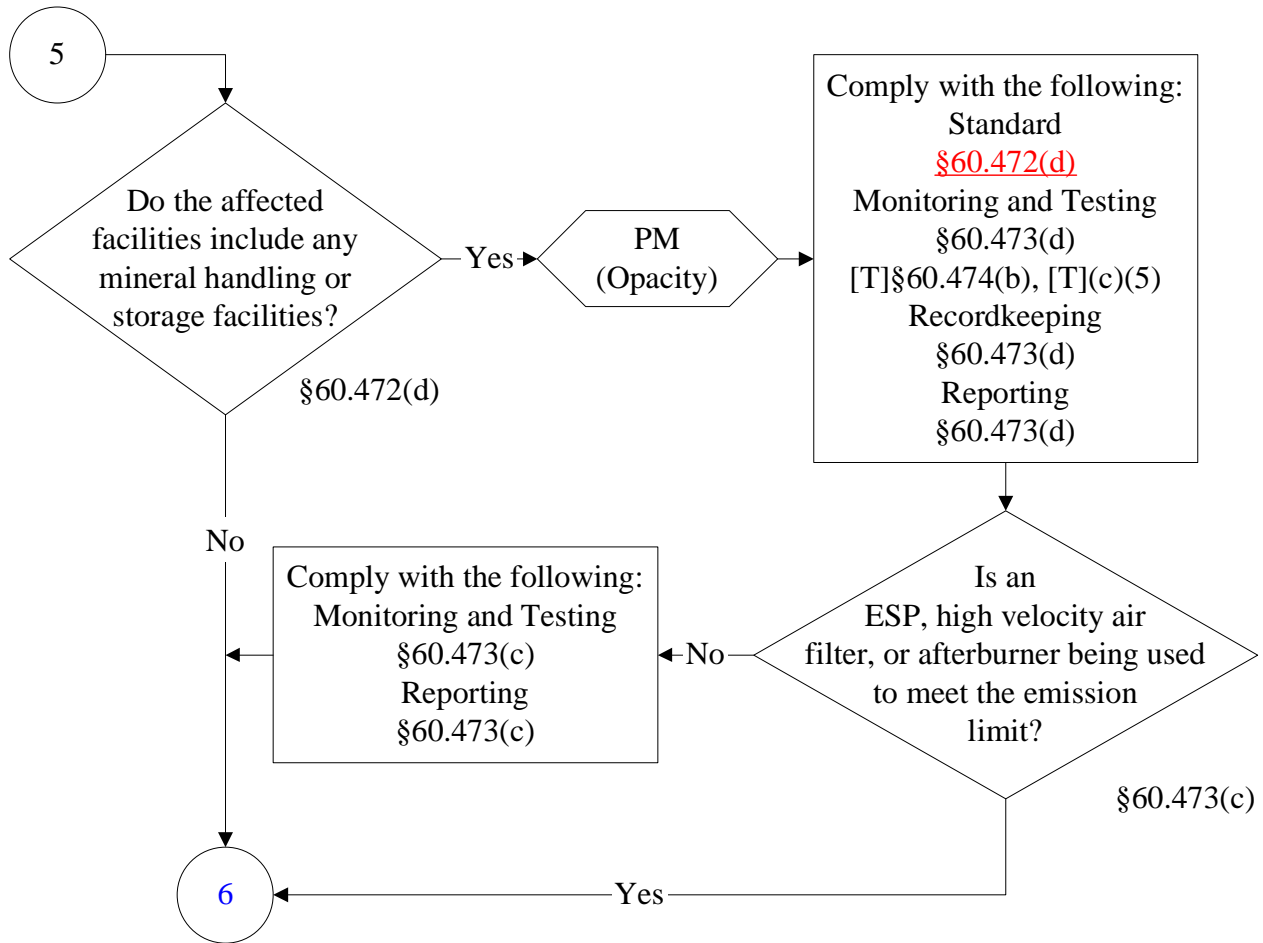 5
Do the affected
facilities include any
mineral handling or
storage facilities?
§60.472(d)
Yes
PM
(Opacity)
Comply with the following:
Standard
§60.472(d)
Monitoring and Testing
§60.473(d)
[T]§60.474(b), [T](c)(5)
Recordkeeping
§60.473(d)
Reporting
§60.473(d)
Is an
ESP, high velocity air
filter, or afterburner being used
to meet the emission
limit?
§60.473(c)
No
Comply with the following:
Monitoring and Testing
§60.473(c)
Reporting
§60.473(c)
No
Yes
6